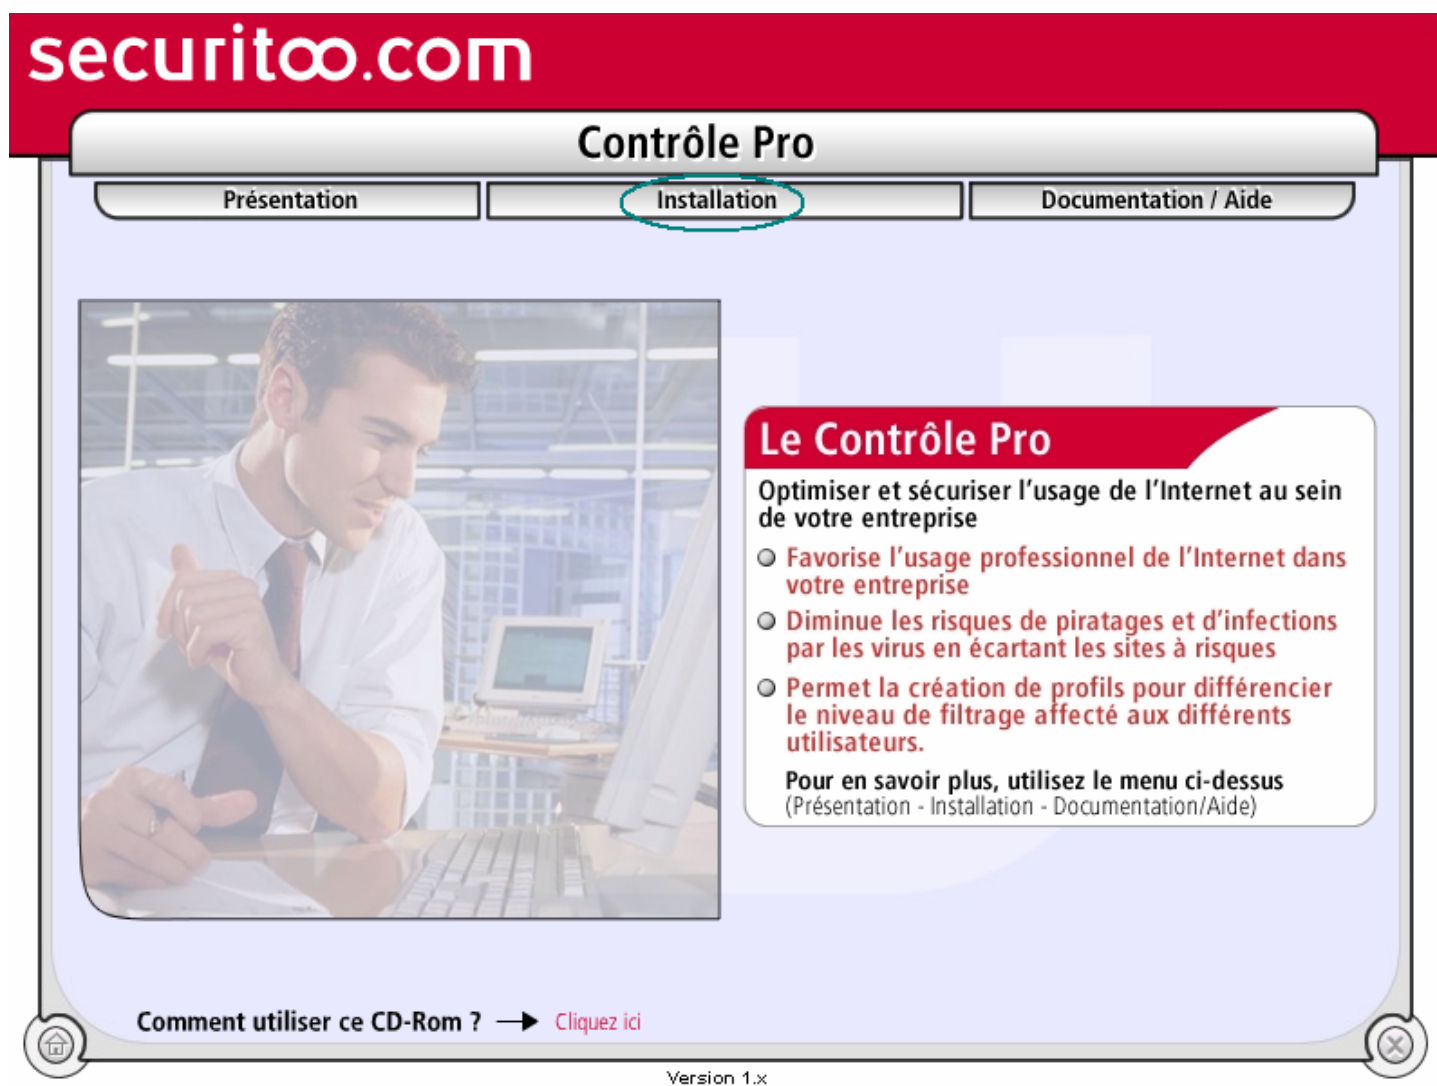 securitoo.com
Contrôle Pro
Présentation
Installation
Documentation / Aide
Le Contrôle Pro
Optimiser et sécuriser l'usage de l'Internet au sein
de votre entreprise
Favorise l'usage professionnel de l'Internet dans
votre entreprise
Diminue les risques de piratages et d'infections
par les virus en écartant les sites à risques
Permet la création de profils pour différencier
le niveau de filtrage affecté aux différents
utilisateurs.
Pour en savoir plus, utilisez le menu ci-dessus
(Présentation - Installation - Documentation/Aide)
Comment utiliser ce CD-Rom ? Cliquez ici
Version 1.x